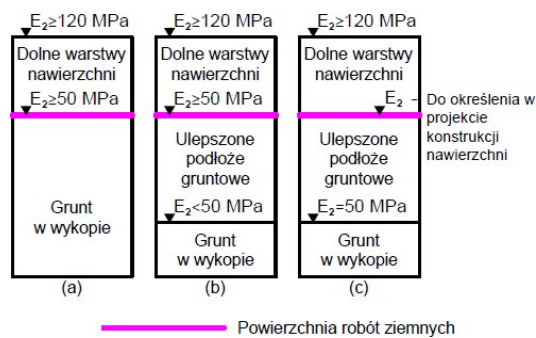 E2≥120 MPa
Dolne warstwy
nawierzchni
E2≥50 MPa
Grunt
w wykopie
(a)
E2≥120 MPa
Dolne warstwy
nawierzchni
E2≥50 MPa
Ulepszone
podłoże
gruntowe
E2<50 MPa
Grunt
w wykopie
(b)
E2≥120 MPa
Dolne warstwy
nawierzchni
E2 - Do określenia w
projekcie
konstrukcji
nawierzchni
Ulepszone
podłoże
gruntowe
E2=50 MPa
Grunt
w wykopie
(c)
Powierzchnia robót ziemnych